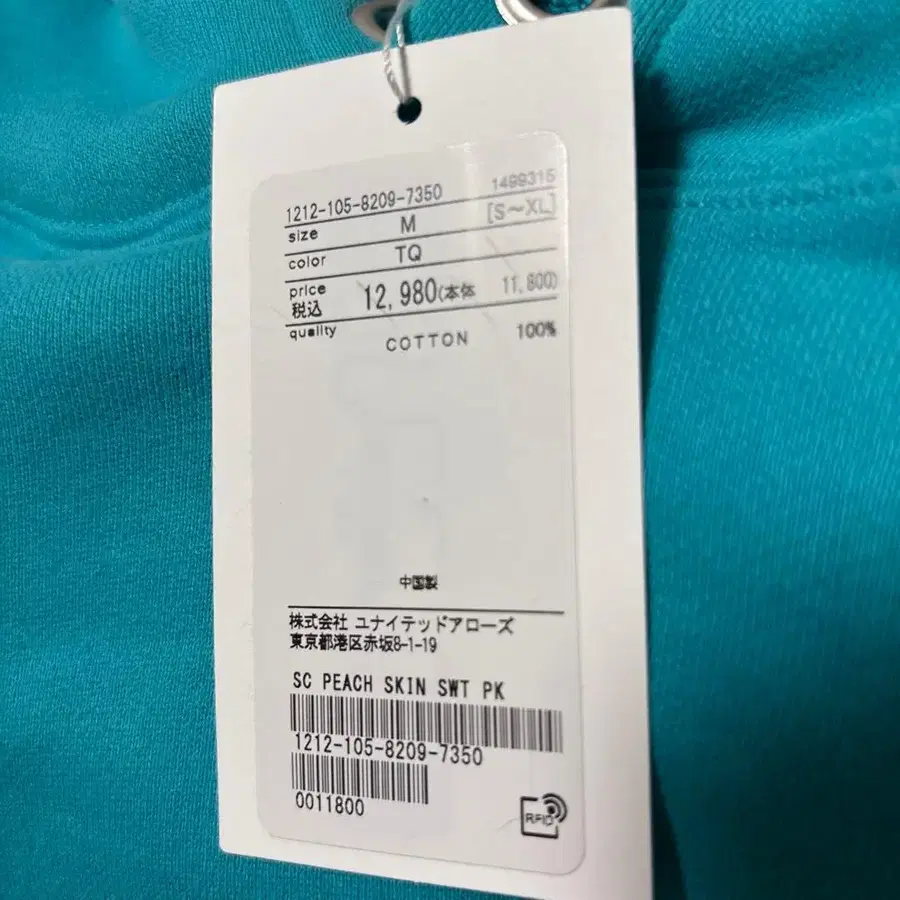 1212-105-8209-7350 1499315
size M [S～XL]
color TQ
price
税込 12,980(本体 11,800)
quality COTTON 100%
中国製
株式会社 ユナイテッドアローズ
東京都港区赤坂8-1-19
SC PEACH SKIN SWT PK
1212-105-8209-7350
0011800
RFID